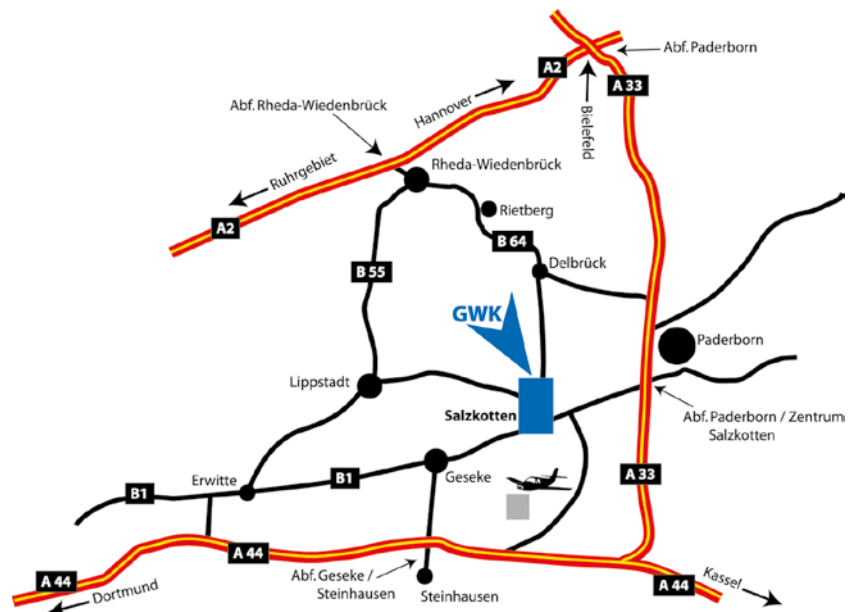 Abf. Paderborn
A2
A 33
Hannover
Abf. Rheda-Wiedenbrück
Bielefeld
Rheda-Wiedenbrück
Ruhrgebiet
Rietberg
A2
B 64
Delbrück
B 55
GWK
Paderborn
Lippstadt
Salzkotten
Abf. Paderborn / Zentrum
Salzkotten
Erwitte
B1
B1
Geseke
A 33
A 44
A 44
Dortmund
Abf. Geseke /
Steinhausen
Steinhausen
A 44
Kassel